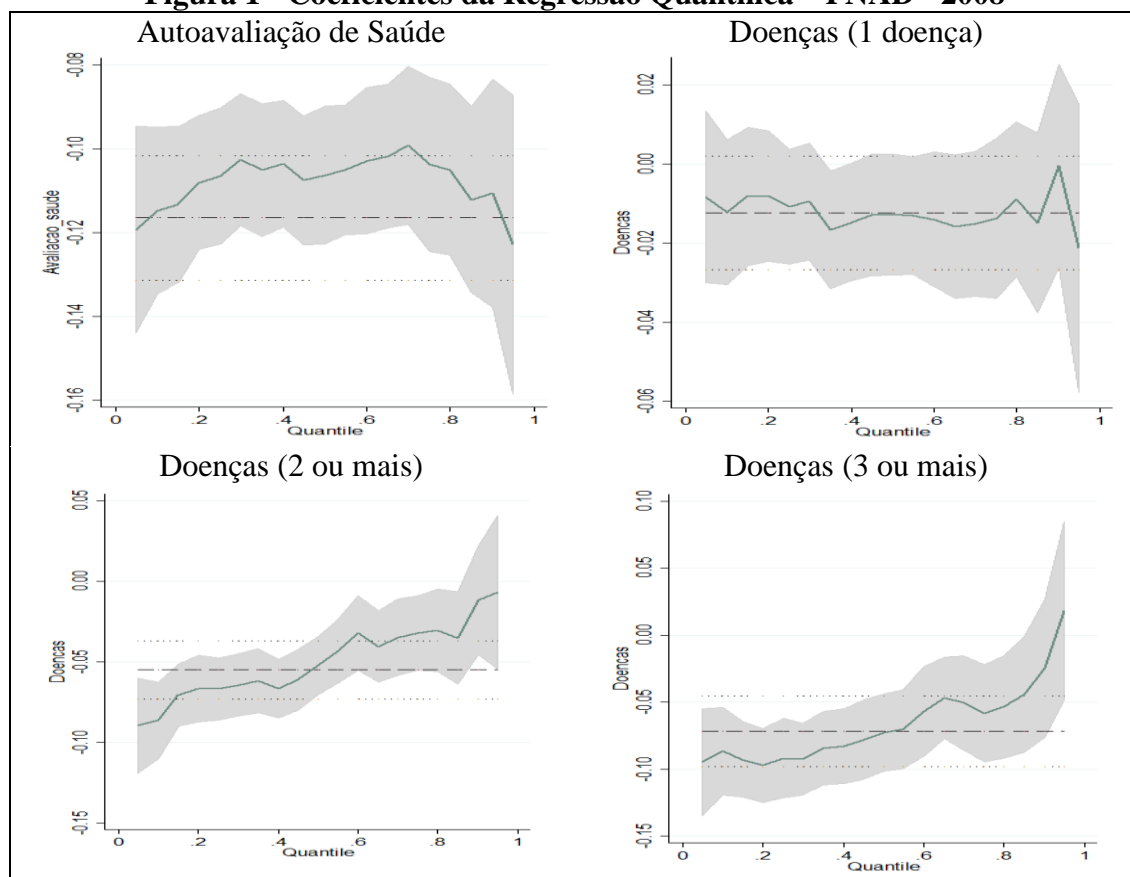 Figura 1 - Coeficientes da Regressão Quantílica – PNAD - 2008
Autoavaliação de Saúde
Doenças (1 doença)
-0.08
-0.10
-0.12
-0.14
-0.16
Avaliacao_saude
0 .2 .4 .6 .8 1
Quantile
0.02
0.00
-0.02
-0.04
-0.06
Doencas
0 .2 .4 .6 .8 1
Quantile
Doenças (2 ou mais)
Doenças (3 ou mais)
0.05
0.00
-0.05
-0.10
-0.15
Doencas
0 .2 .4 .6 .8 1
Quantile
0.10
0.05
0.00
-0.05
-0.10
-0.15
Doencas
0 .2 .4 .6 .8 1
Quantile